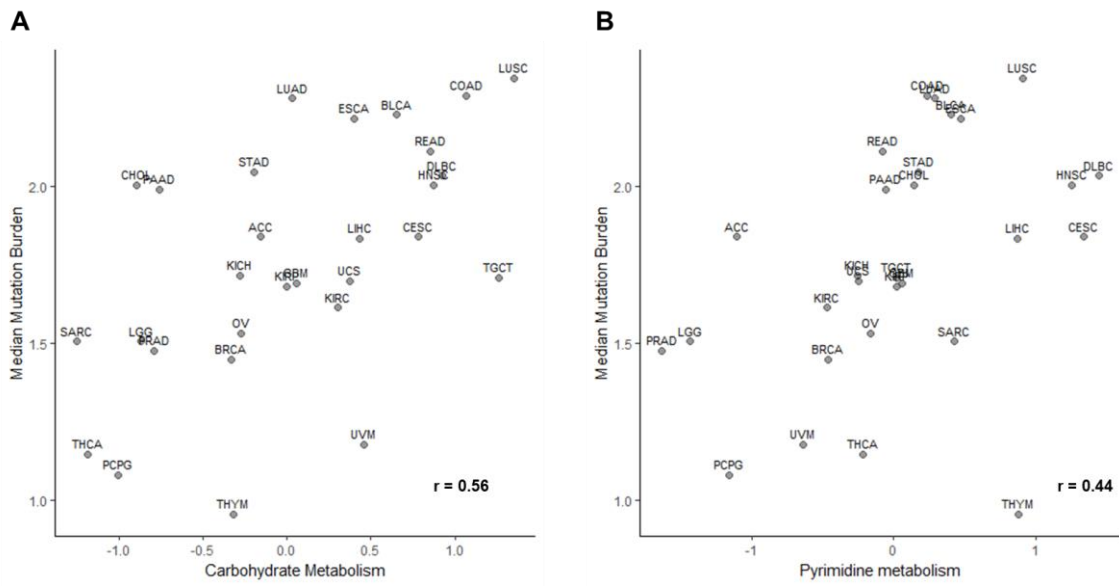 A
Median Mutation Burden
2.0
1.5
1.0
LUSC
COAD
LUAD
BLCA
ESCA
READ
STAD
DLBC
HNSC
CHOL
PAAD
ACC
LIHC
CESC
KICH
KIRP
GBM
UCS
TGCT
KIRC
SARC
LGG
PRAD
OV
BRCA
UVM
THCA
PCPG
THYM
r = 0.56
-1.0
-0.5
0.0
0.5
1.0
Carbohydrate Metabolism
B
Median Mutation Burden
2.0
1.5
1.0
LUSC
COAD
LUAD
BLCA
ESCA
READ
STAD
DLBC
HNSC
PAAD
CHOL
ACC
LIHC
CESC
KICH
UCS
TGCT
GBM
KIRP
KIRC
PRAD
LGG
OV
SARC
BRCA
UVM
THCA
PCPG
THYM
r = 0.44
-1
0
1
Pyrimidine metabolism